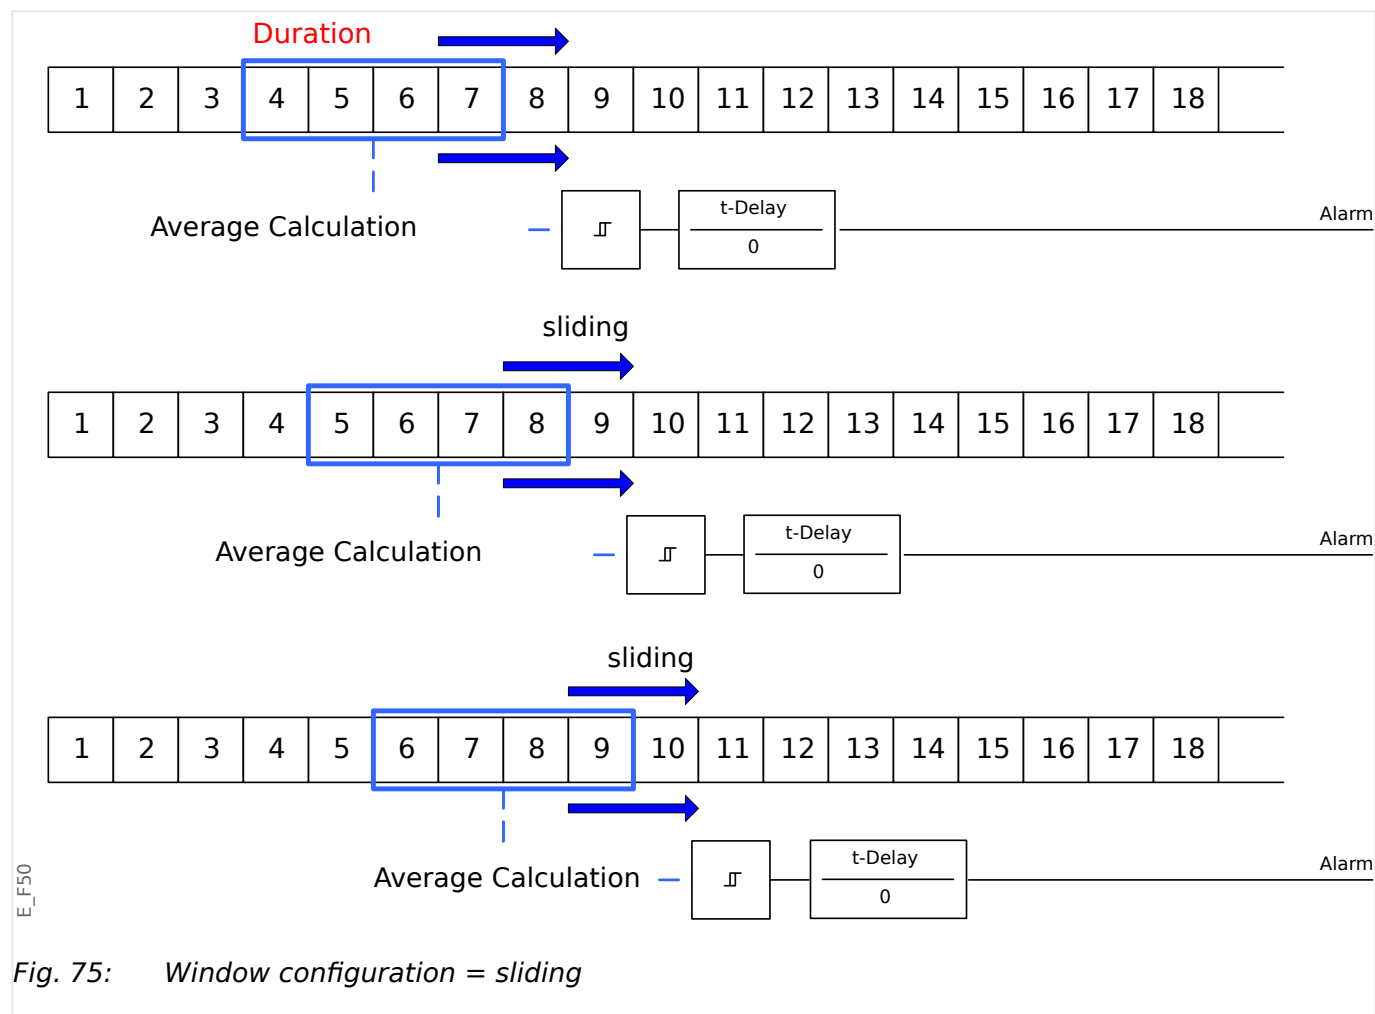 Duration
1 2 3 4 5 6 7 8 9 10 11 12 13 14 15 16 17 18
t-Delay
Alarm
Average Calculation
0
sliding
1 2 3 4 5 6 7 8 9 10 11 12 13 14 15 16 17 18
t-Delay
Alarm
Average Calculation
0
sliding
1 2 3 4 5 6 7 8 9 10 11 12 13 14 15 16 17 18
t-Delay
Alarm
Average Calculation
0
E_F50
Fig. 75: Window configuration = sliding